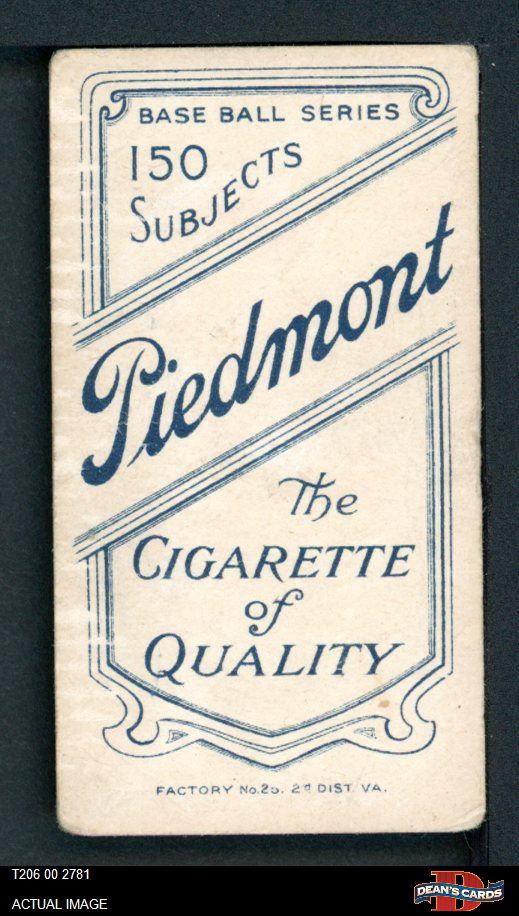 BASE BALL SERIES
150
SUBJECTS
Piedmont
The
CIGARETTE
of
QUALITY
FACTORY No. 25. 2d DIST. VA.
T206 00 2781
ACTUAL IMAGE
D
DEAN'S CARDS